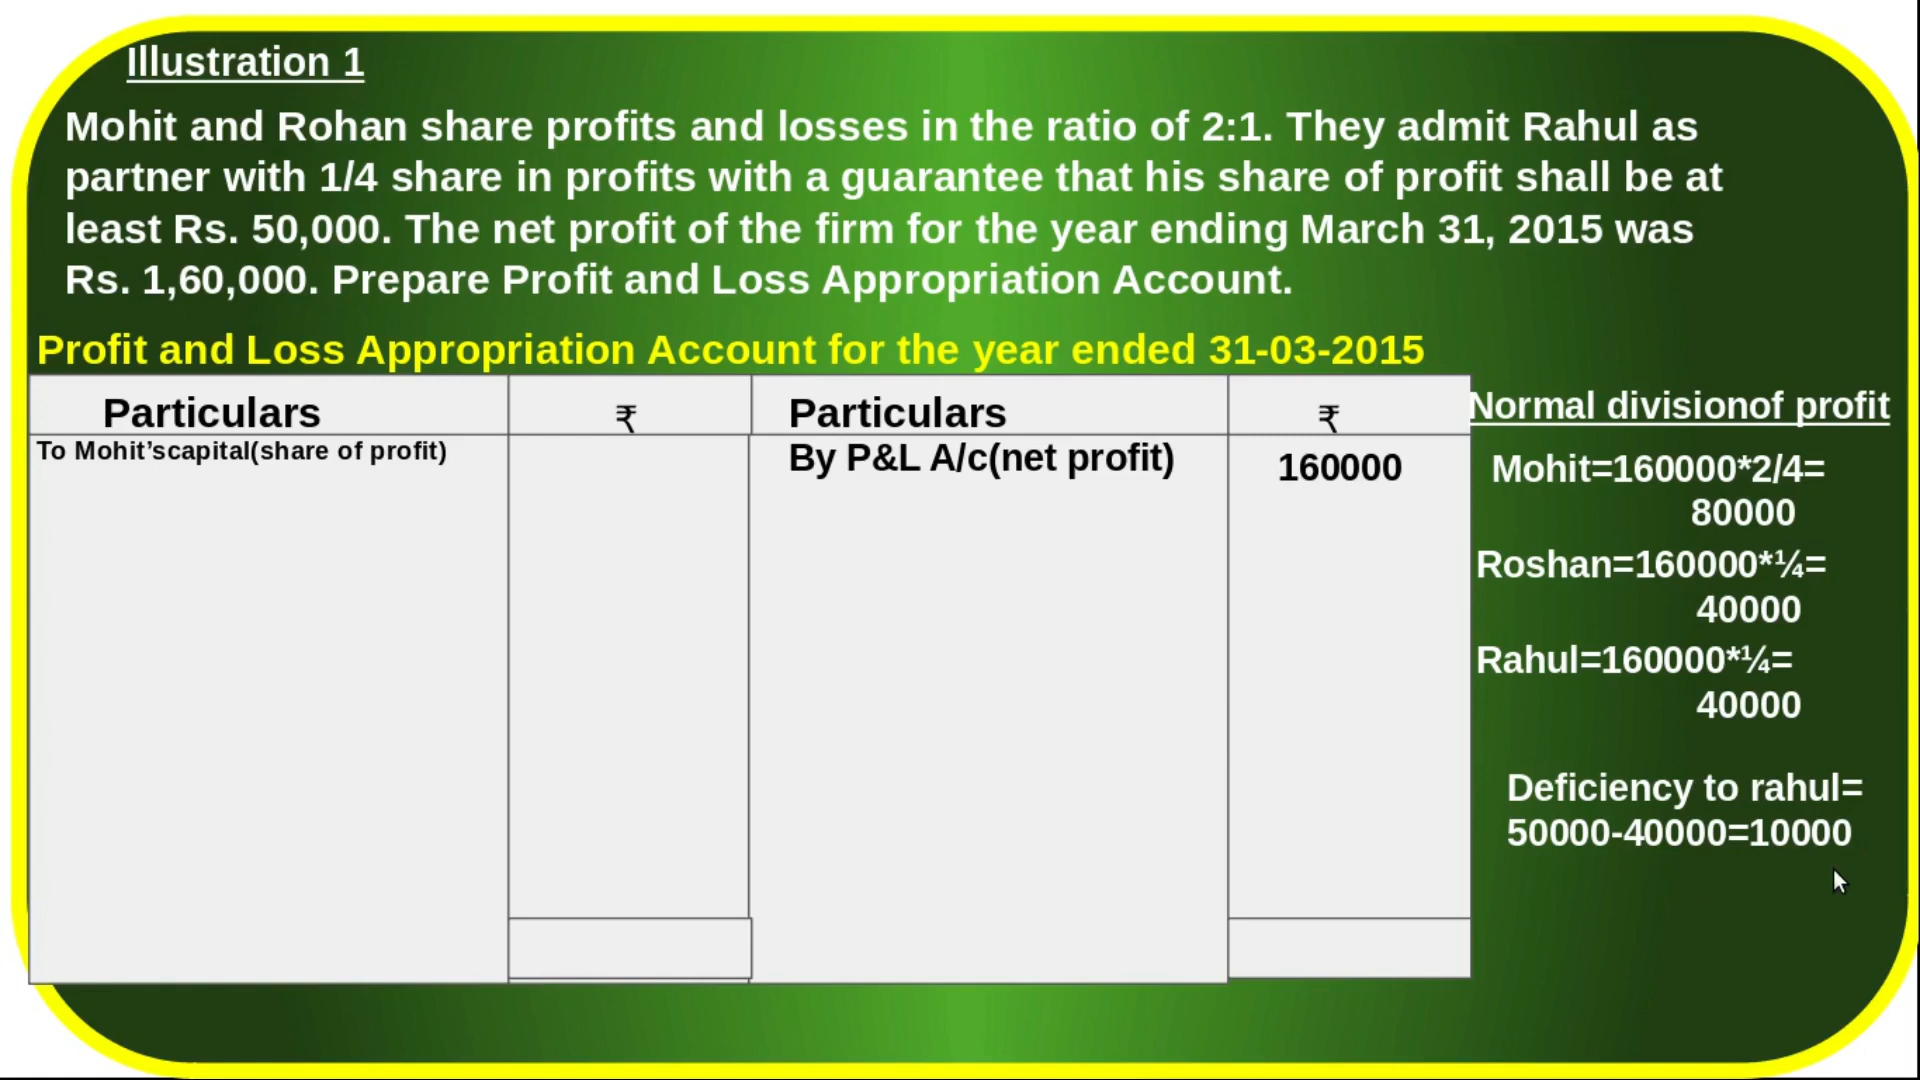 Illustration 1
Mohit and Rohan share profits and losses in the ratio of 2:1. They admit Rahul as
partner with 1/4 share in profits with a guarantee that his share of profit shall be at
least Rs. 50,000. The net profit of the firm for the year ending March 31, 2015 was
Rs. 1,60,000. Prepare Profit and Loss Appropriation Account.
Profit and Loss Appropriation Account for the year ended 31-03-2015
Particulars ₹ Particulars ₹
To Mohit’scapital(share of profit) By P&L A/c(net profit) 160000
Normal divisionof profit
Mohit=160000*2/4=
80000
Roshan=160000*¼=
40000
Rahul=160000*¼=
40000
Deficiency to rahul=
50000-40000=10000